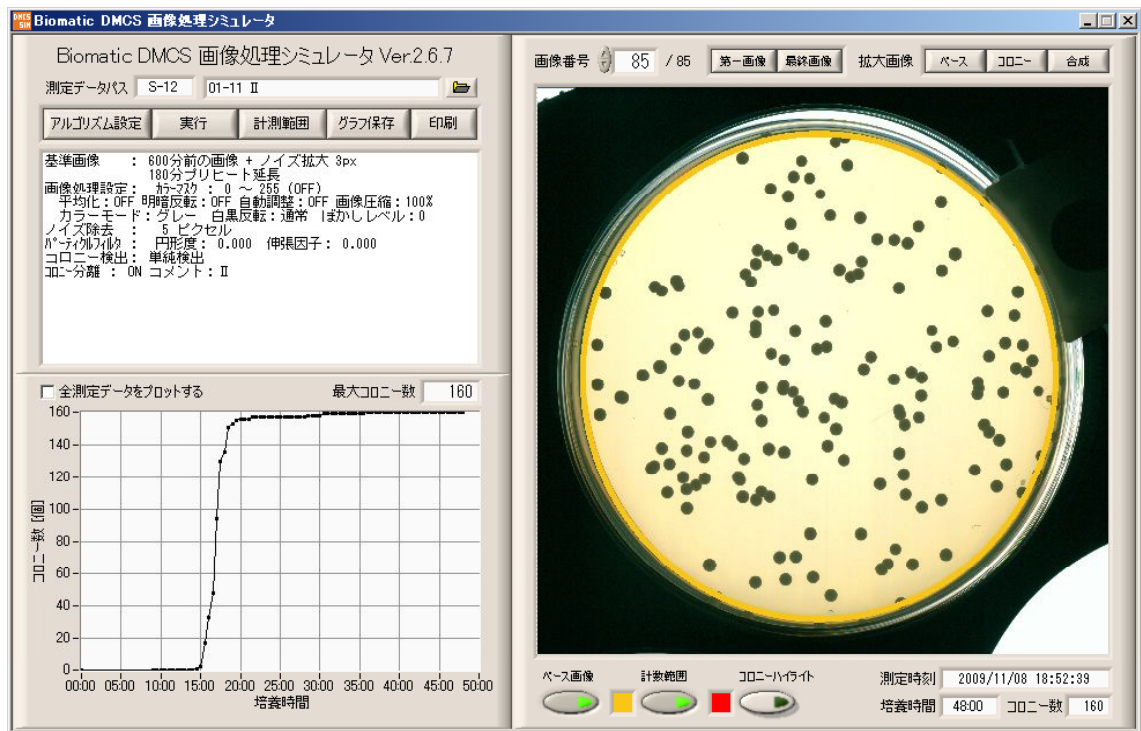 DMCS SIM Biomatic DMCS 画像処理シミュレータ
Biomatic DMCS 画像処理シミュレータ Ver.2.6.7
測定データパス S-12 01-11 Ⅱ
アルゴリズム設定 実行 計測範囲 グラフ保存 印刷
基準画像 : 600分前の画像 + ノイズ拡大 3px
180分プリヒート延長
画像処理設定 : カラーマスク : 0 ～ 255 (OFF)
平均化:OFF 明暗反転:OFF 自動調整:OFF 画像圧縮:100%
カラーモード:グレー 白黒反転:通常 ぼかしレベル:0
ノイズ除去 : 5 ピクセル
パーティクルフィルタ : 円形度: 0.000 伸張因子: 0.000
コロニー検出: 単純検出
コロニー分離 : ON コメント:Ⅱ
全測定データをプロットする 最大コロニー数 160
160
140
120
100
80
60
40
20
0
コロニー数 [個]
00:00 05:00 10:00 15:00 20:00 25:00 30:00 35:00 40:00 45:00 50:00
培養時間
画像番号 85 / 85 第一画像 最終画像 拡大画像 ベース コロニー 合成
ベース画像 計数範囲 コロニーハイライト
測定時刻 2009/11/08 18:52:39
培養時間 48:00 コロニー数 160